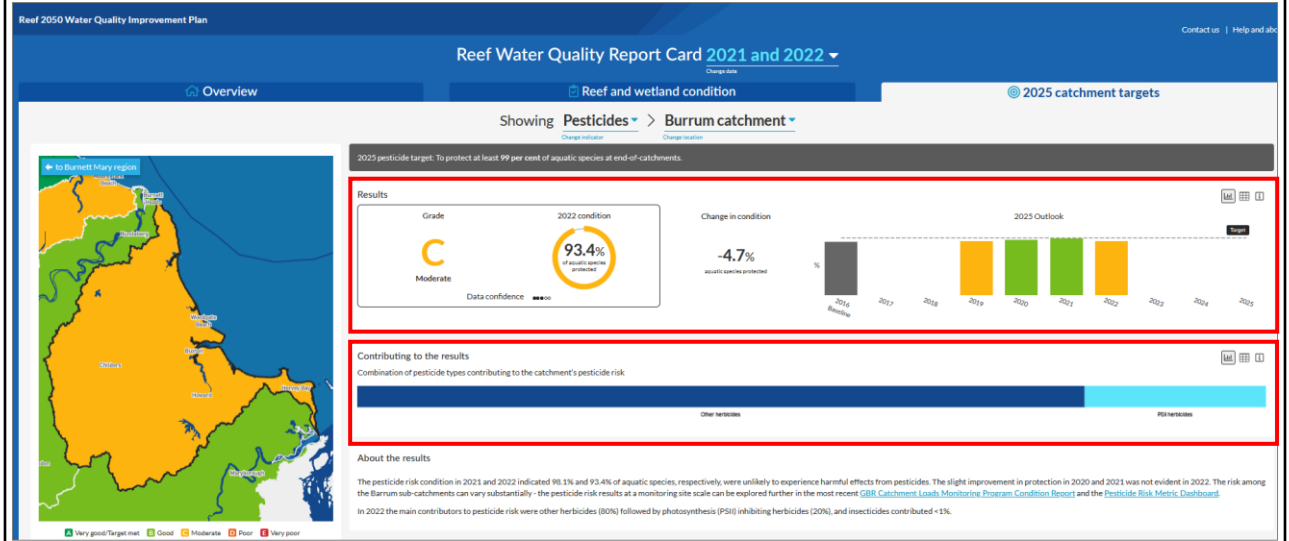 Reef 2050 Water Quality Improvement Plan
Contact us | Help and abo
Reef Water Quality Report Card 2021 and 2022
Change date
Overview
Reef and wetland condition
2025 catchment targets
Showing Pesticides > Burrum catchment
Change indicator
Change location
to Burnett Mary region
Beach
Burnett
Heads
Bundaberg
Woodgate
Beach
Burrum
Childers
Howard
Hervey Bay
Maryborough
A Very good/Target met B Good C Moderate D Poor E Very poor
2025 pesticide target: To protect at least 99 per cent of aquatic species at end-of-catchments.
Results
Grade
C
Moderate
2022 condition
93.4%
of aquatic species
protected
Data confidence
Change in condition
-4.7%
aquatic species protected
2025 Outlook
Target
%
2016
Baseline
2017
2018
2019
2020
2021
2022
2023
2024
2025
Contributing to the results
Combination of pesticide types contributing to the catchment's pesticide risk
Other herbicides
PSII herbicides
About the results
The pesticide risk condition in 2021 and 2022 indicated 98.1% and 93.4% of aquatic species, respectively, were unlikely to experience harmful effects from pesticides. The slight improvement in protection in 2020 and 2021 was not evident in 2022. The risk among
the Barrum sub-catchments can vary substantially - the pesticide risk results at a monitoring site scale can be explored further in the most recent GBR Catchment Loads Monitoring Program Condition Report and the Pesticide Risk Metric Dashboard.
In 2022 the main contributors to pesticide risk were other herbicides (80%) followed by photosynthesis (PSII) inhibiting herbicides (20%), and insecticides contributed <1%.